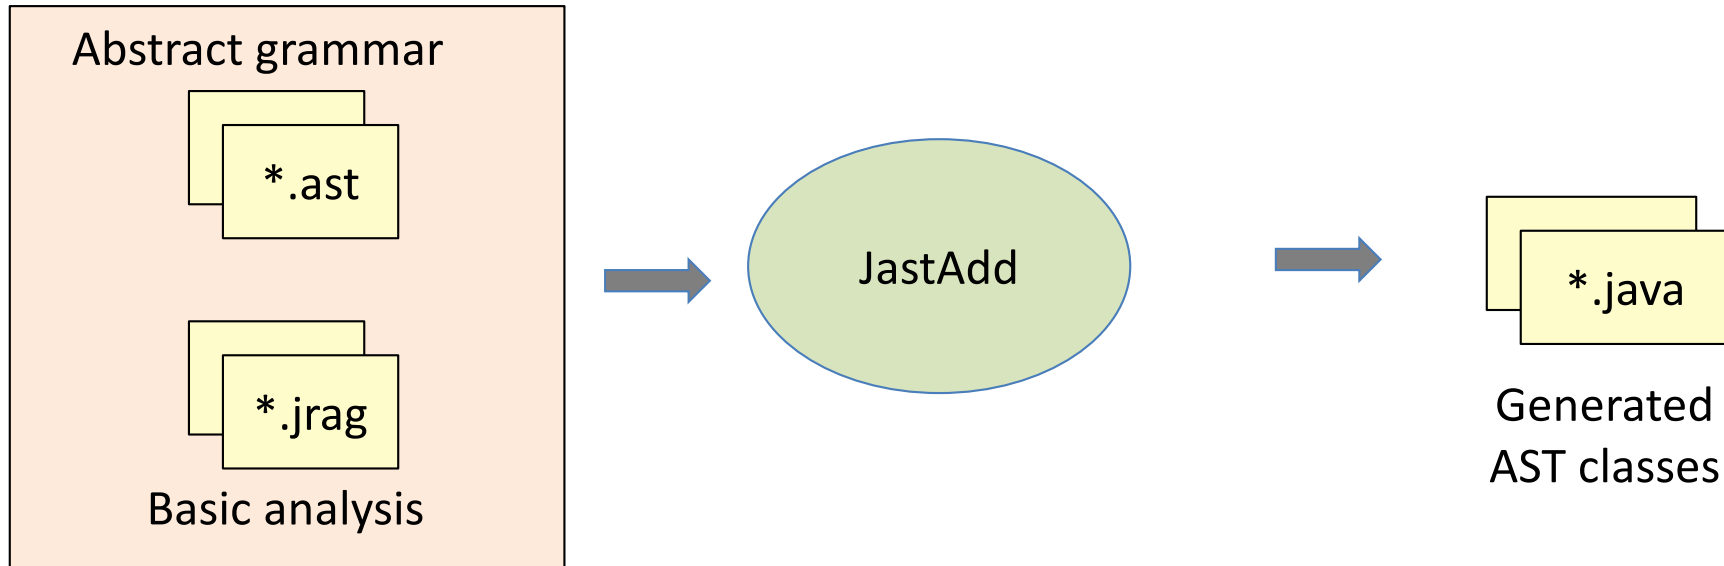 Abstract grammar
*.ast
*.jrag
Basic analysis
JastAdd
*.java
Generated
AST classes